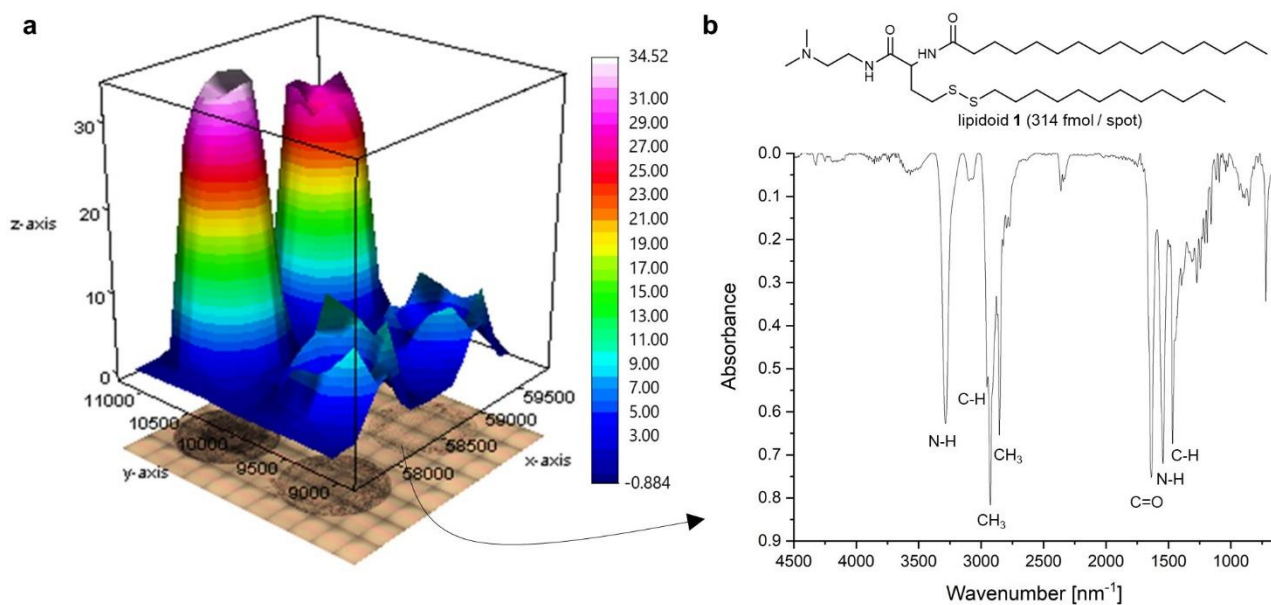 a
34.52
31.00
29.00
27.00
25.00
23.00
21.00
19.00
17.00
15.00
13.00
11.00
9.00
7.00
5.00
3.00
-0.884
z-axis
30
20
10
0
11000
10500
10000
9500
9000
y-axis
59500
59000
58500
58000
x-axis
b
O
O
N
N
H
HN
S
S
lipidoid 1 (314 fmol / spot)
0.0
0.1
0.2
0.3
0.4
0.5
0.6
0.7
0.8
0.9
Absorbance
N-H
C-H
CH₃
CH₃
C=O
N-H
C-H
4500
3500
3000
2500
2000
1500
1000
Wavenumber [nm⁻¹]